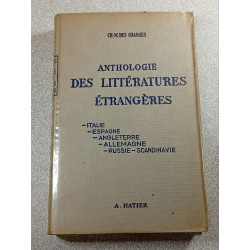 CH-M DES GRANGES
ANTHOLOGIE
DES LITTÉRATURES
ÉTRANGÈRES
-ITALIE
-ESPAGNE
-ANGLETERRE
-ALLEMAGNE
-RUSSIE-SCANDINAVIE
A. HATIER